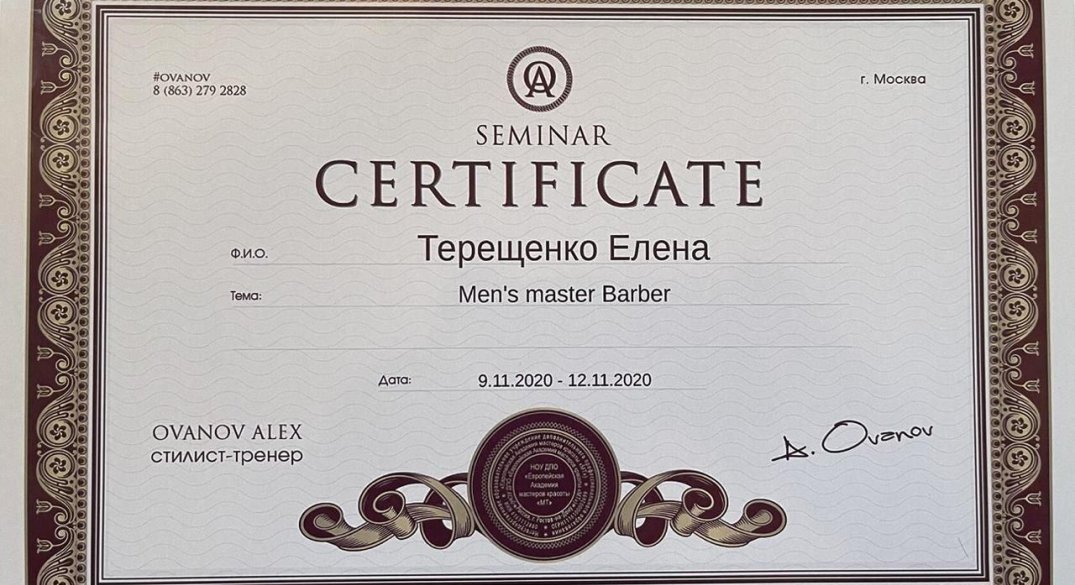 #OVANOV
8 (863) 279 2828
г. Москва
SEMINAR
CERTIFICATE
Ф.И.О. Терещенко Елена
Тема: Men's master Barber
Дата: 9.11.2020 - 12.11.2020
OVANOV ALEX
стилист-тренер
A. Ovanov
НОУ ДПО
«Европейская
Академия
мастеров красоты
«МТ»